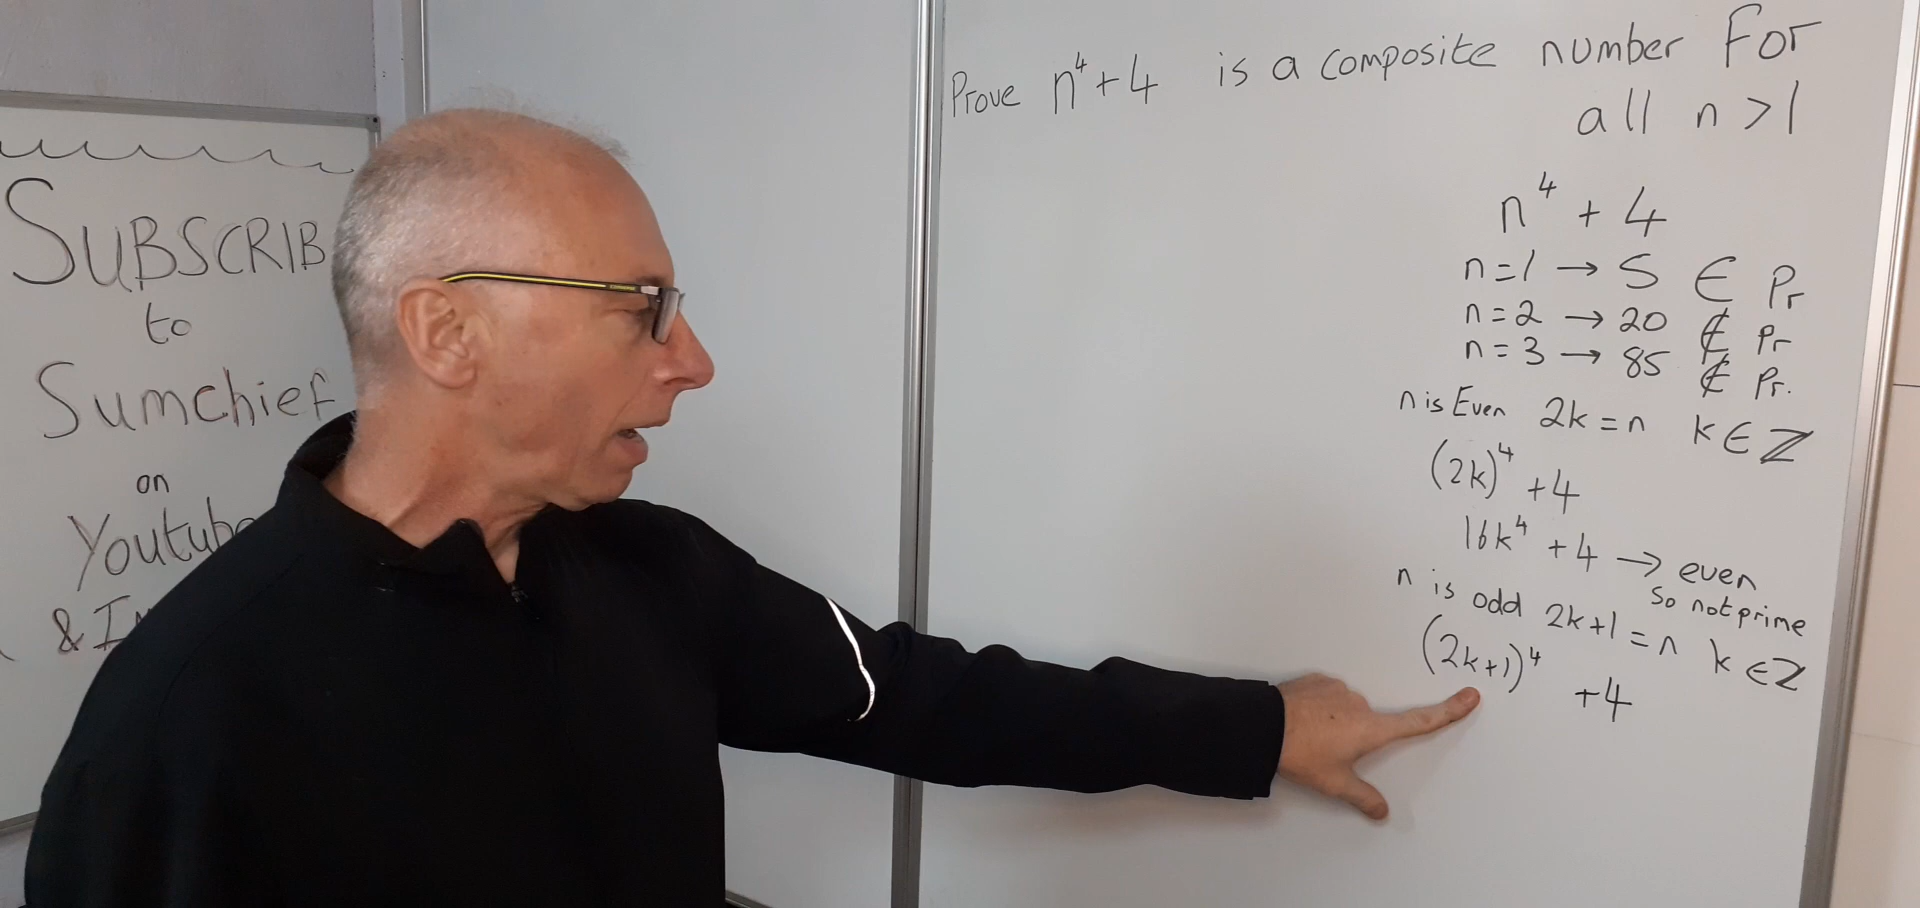 SUBSCRIB
to
Sumchief
on
Youtube
&
Prove n⁴+4 is a composite number For
all n >1
n⁴ + 4
n=1 → 5 ∈ Pr
n=2 → 20 ∉ Pr
n=3 → 85 ∉ Pr.
n is Even 2k = n k ∈ ℤ
(2k)⁴ +4
16k⁴ +4 → even
So not prime
n is odd 2k+1 = n k ∈ ℤ
(2k+1)⁴ +4